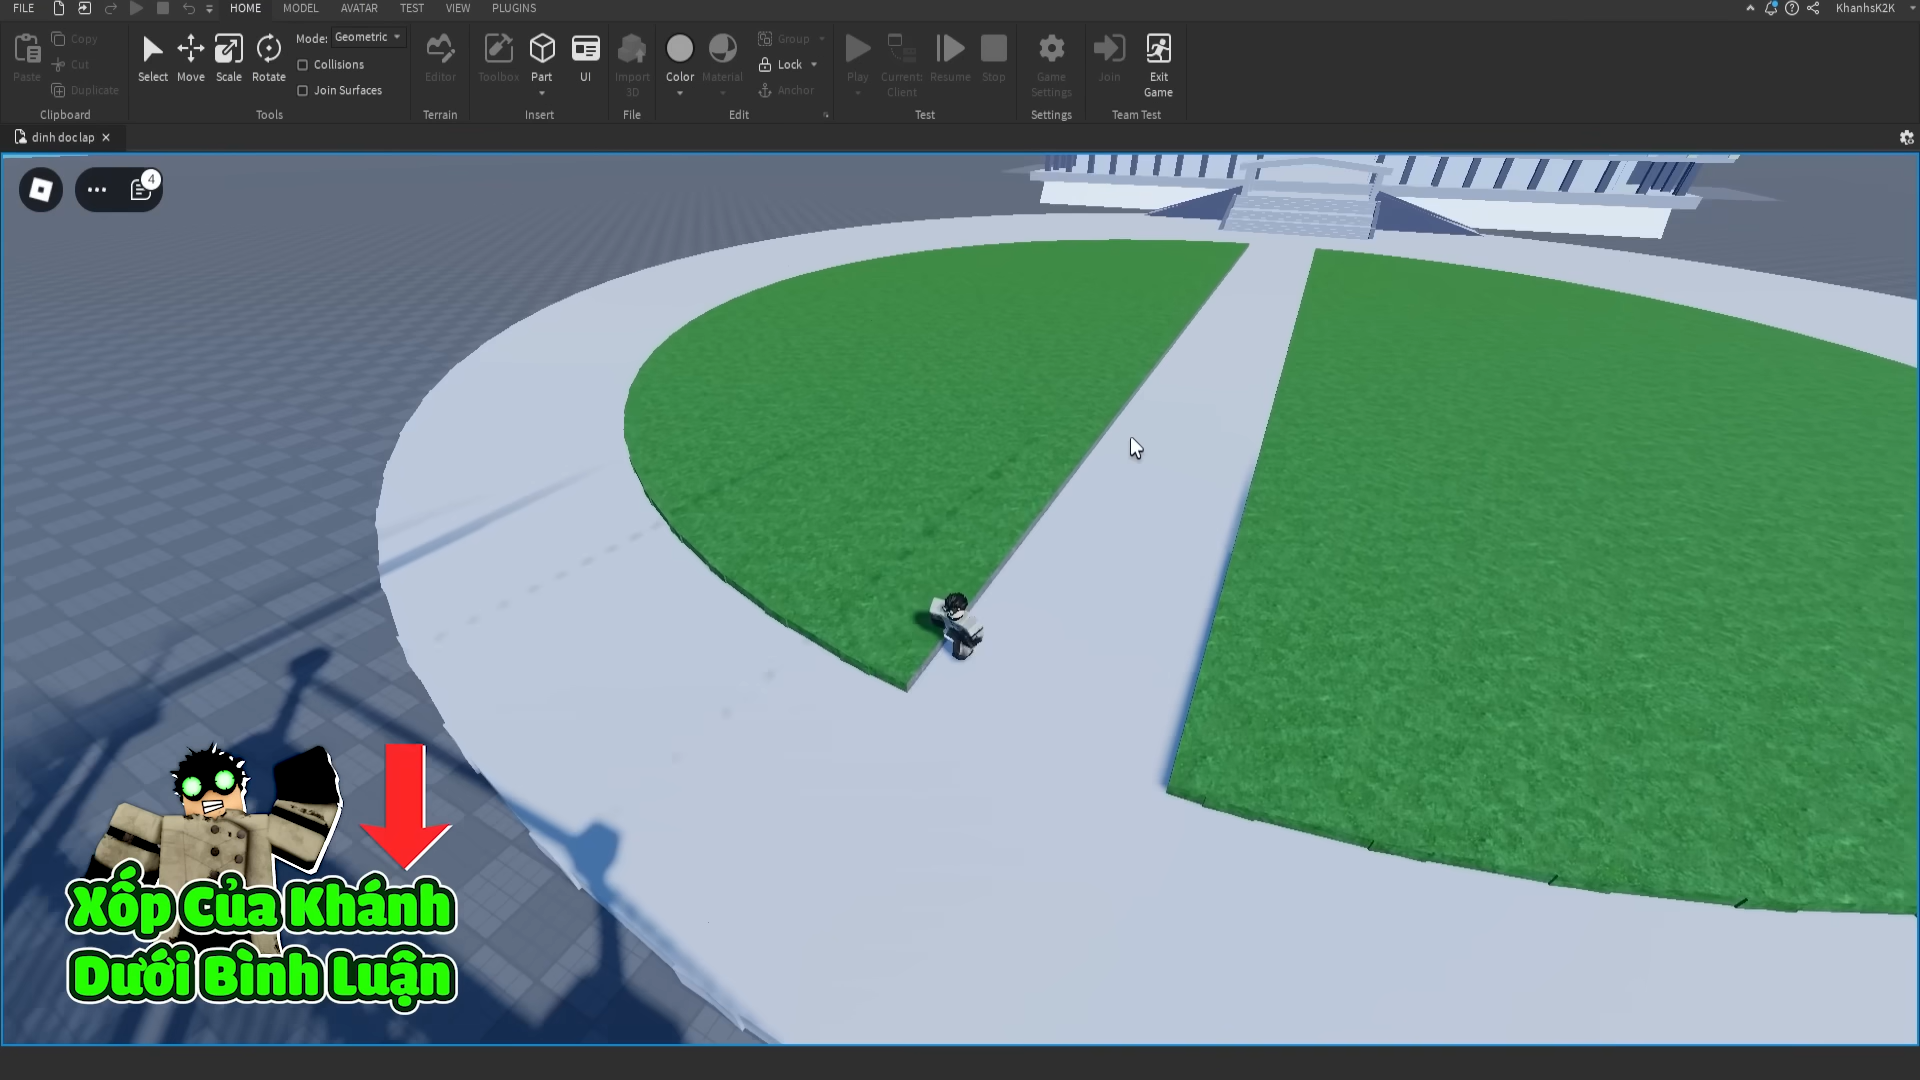 FILE HOME MODEL AVATAR TEST VIEW PLUGINS KhanhsK2K
Paste Copy Cut Duplicate
Clipboard
Select Move Scale Rotate
Mode: Geometric
Collisions
Join Surfaces
Tools
Editor
Terrain
Toolbox Part UI
Insert
Import 3D
File
Color Material
Group
Lock
Anchor
Edit
Play Current: Client Resume Stop
Test
Game Settings
Settings
Join Exit Game
Team Test
dinh doc lap
4
Xốp Của Khánh
Dưới Bình Luận